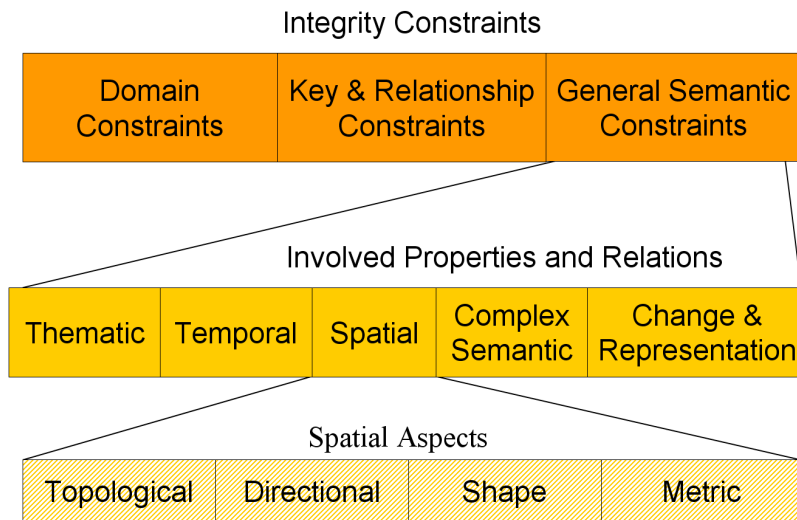 Integrity Constraints
Domain Constraints
Key & Relationship Constraints
General Semantic Constraints
Involved Properties and Relations
Thematic
Temporal
Spatial
Complex Semantic
Change & Representation
Spatial Aspects
Topological
Directional
Shape
Metric